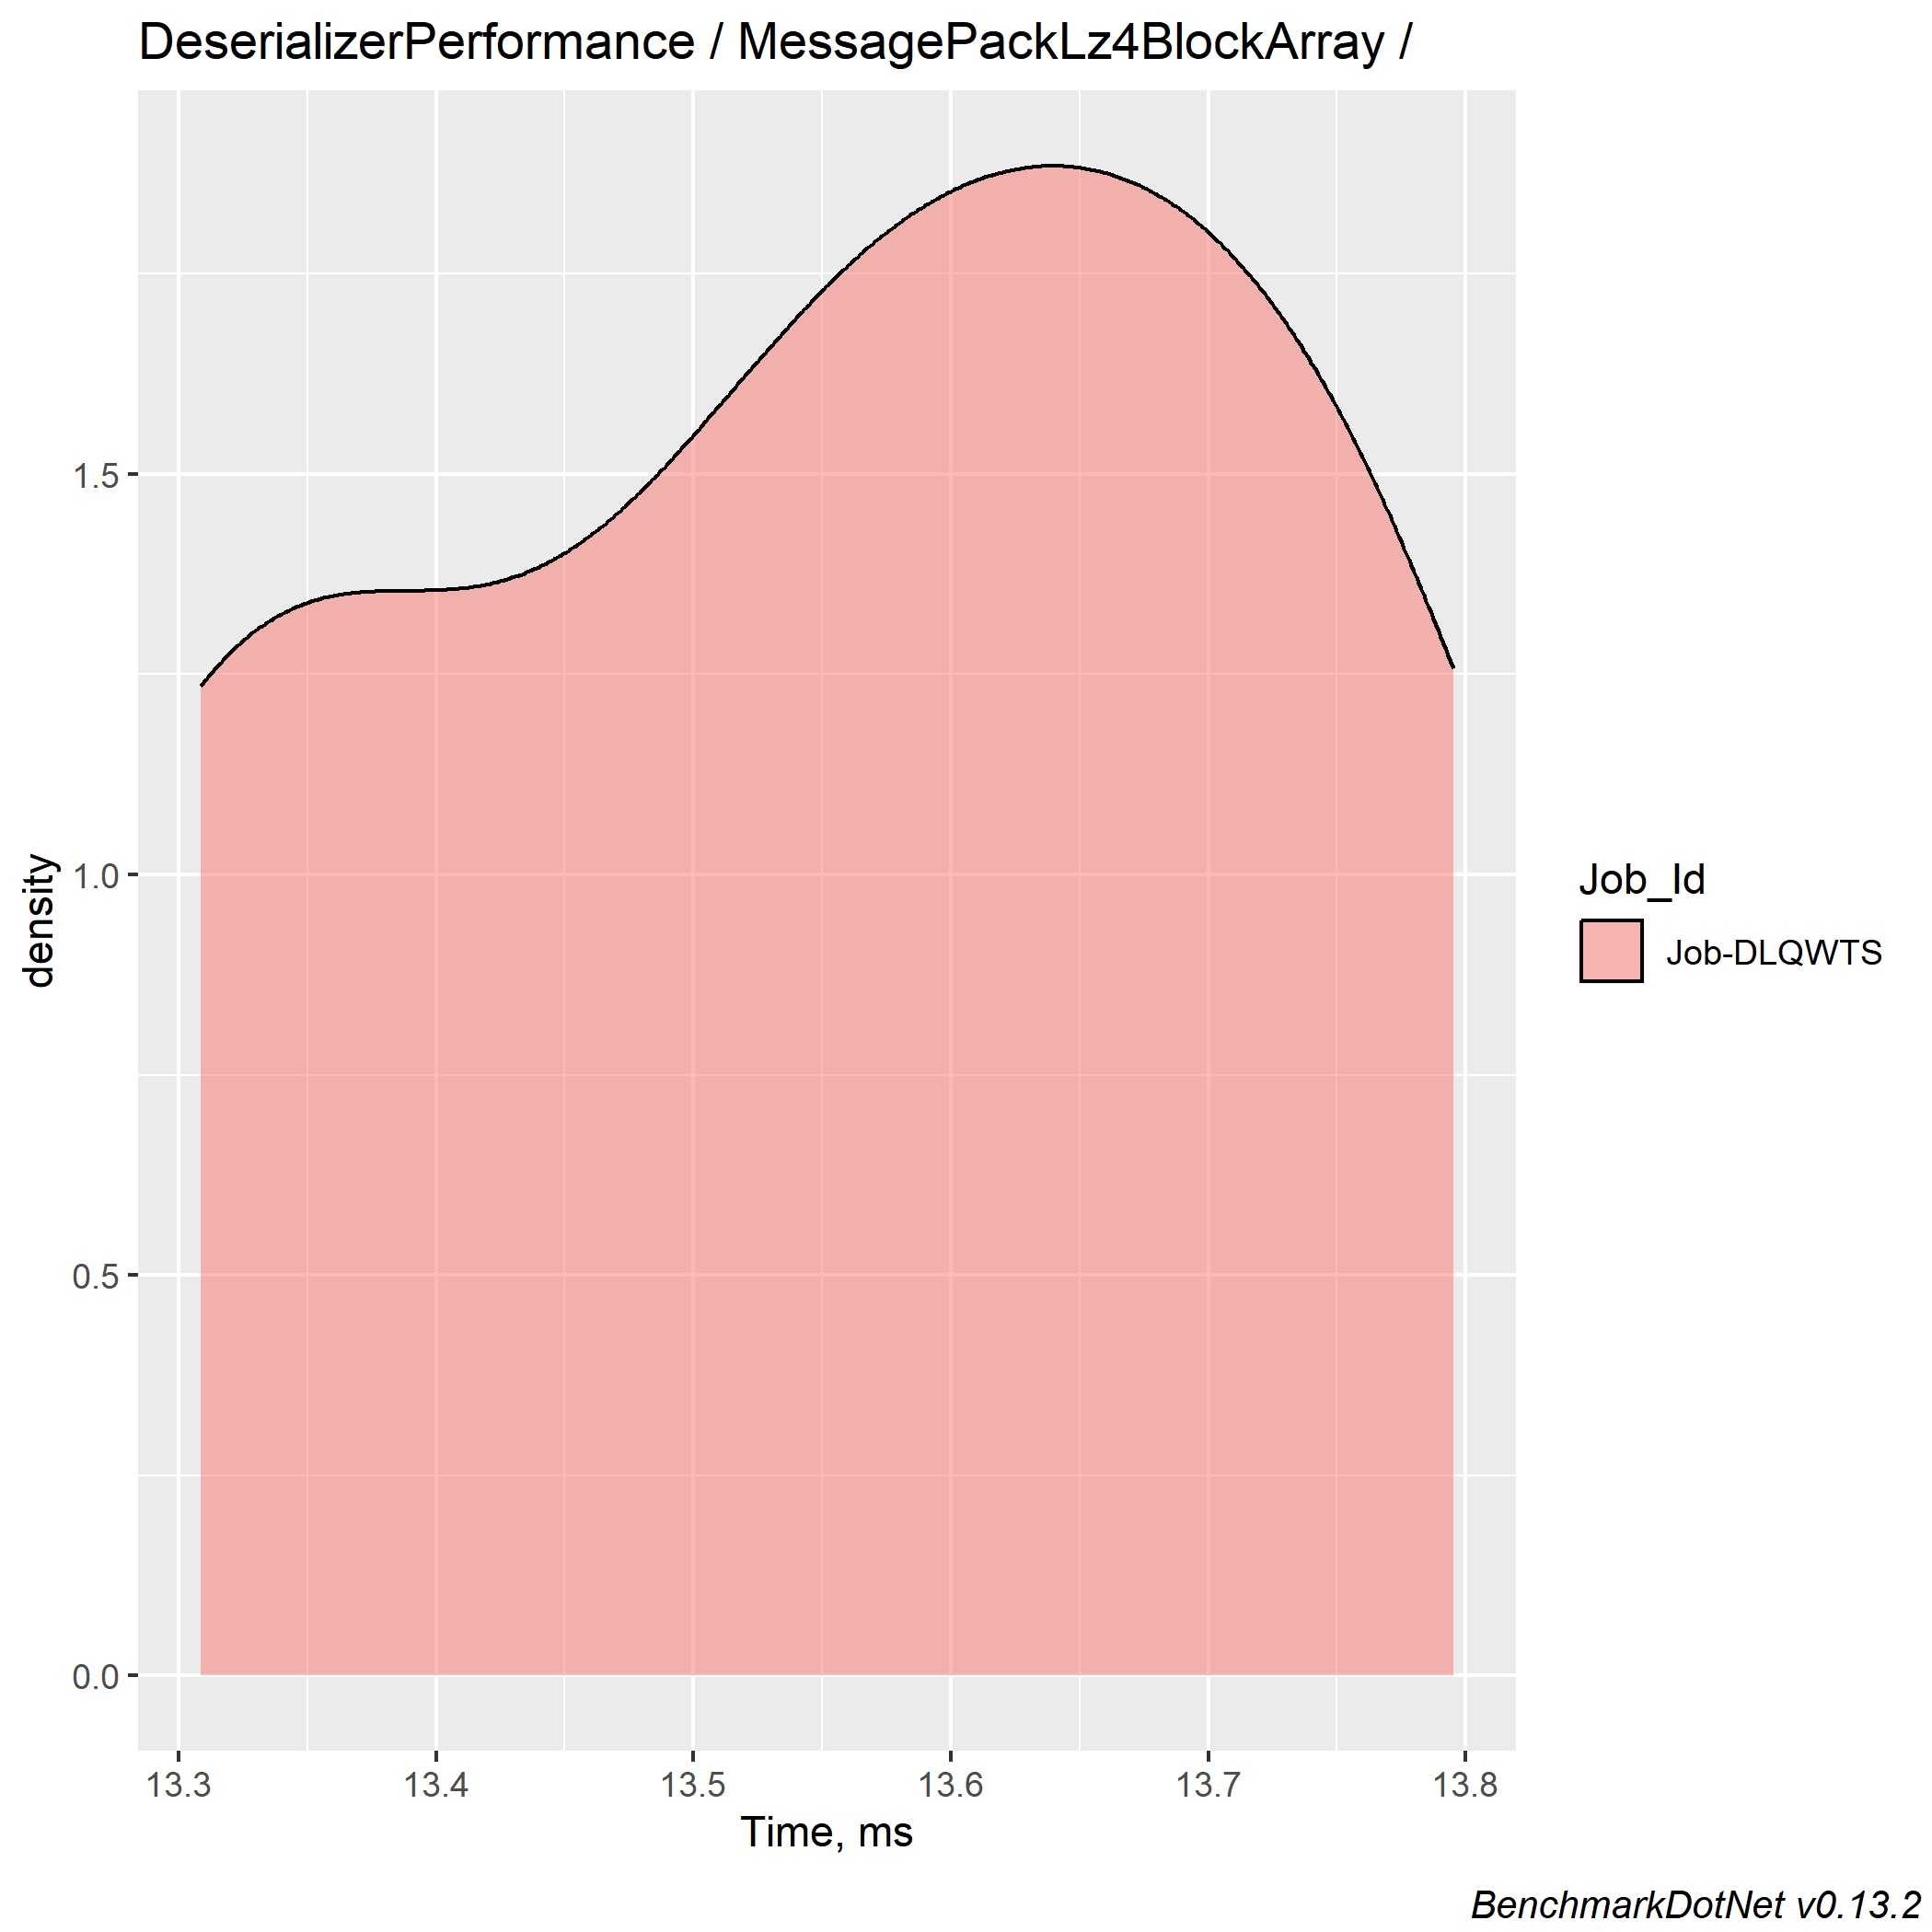 DeserializerPerformance / MessagePackLz4BlockArray /
density
1.5
1.0
0.5
0.0
13.3 13.4 13.5 13.6 13.7 13.8
Time, ms
Job_Id
Job-DLQWTS
BenchmarkDotNet v0.13.2